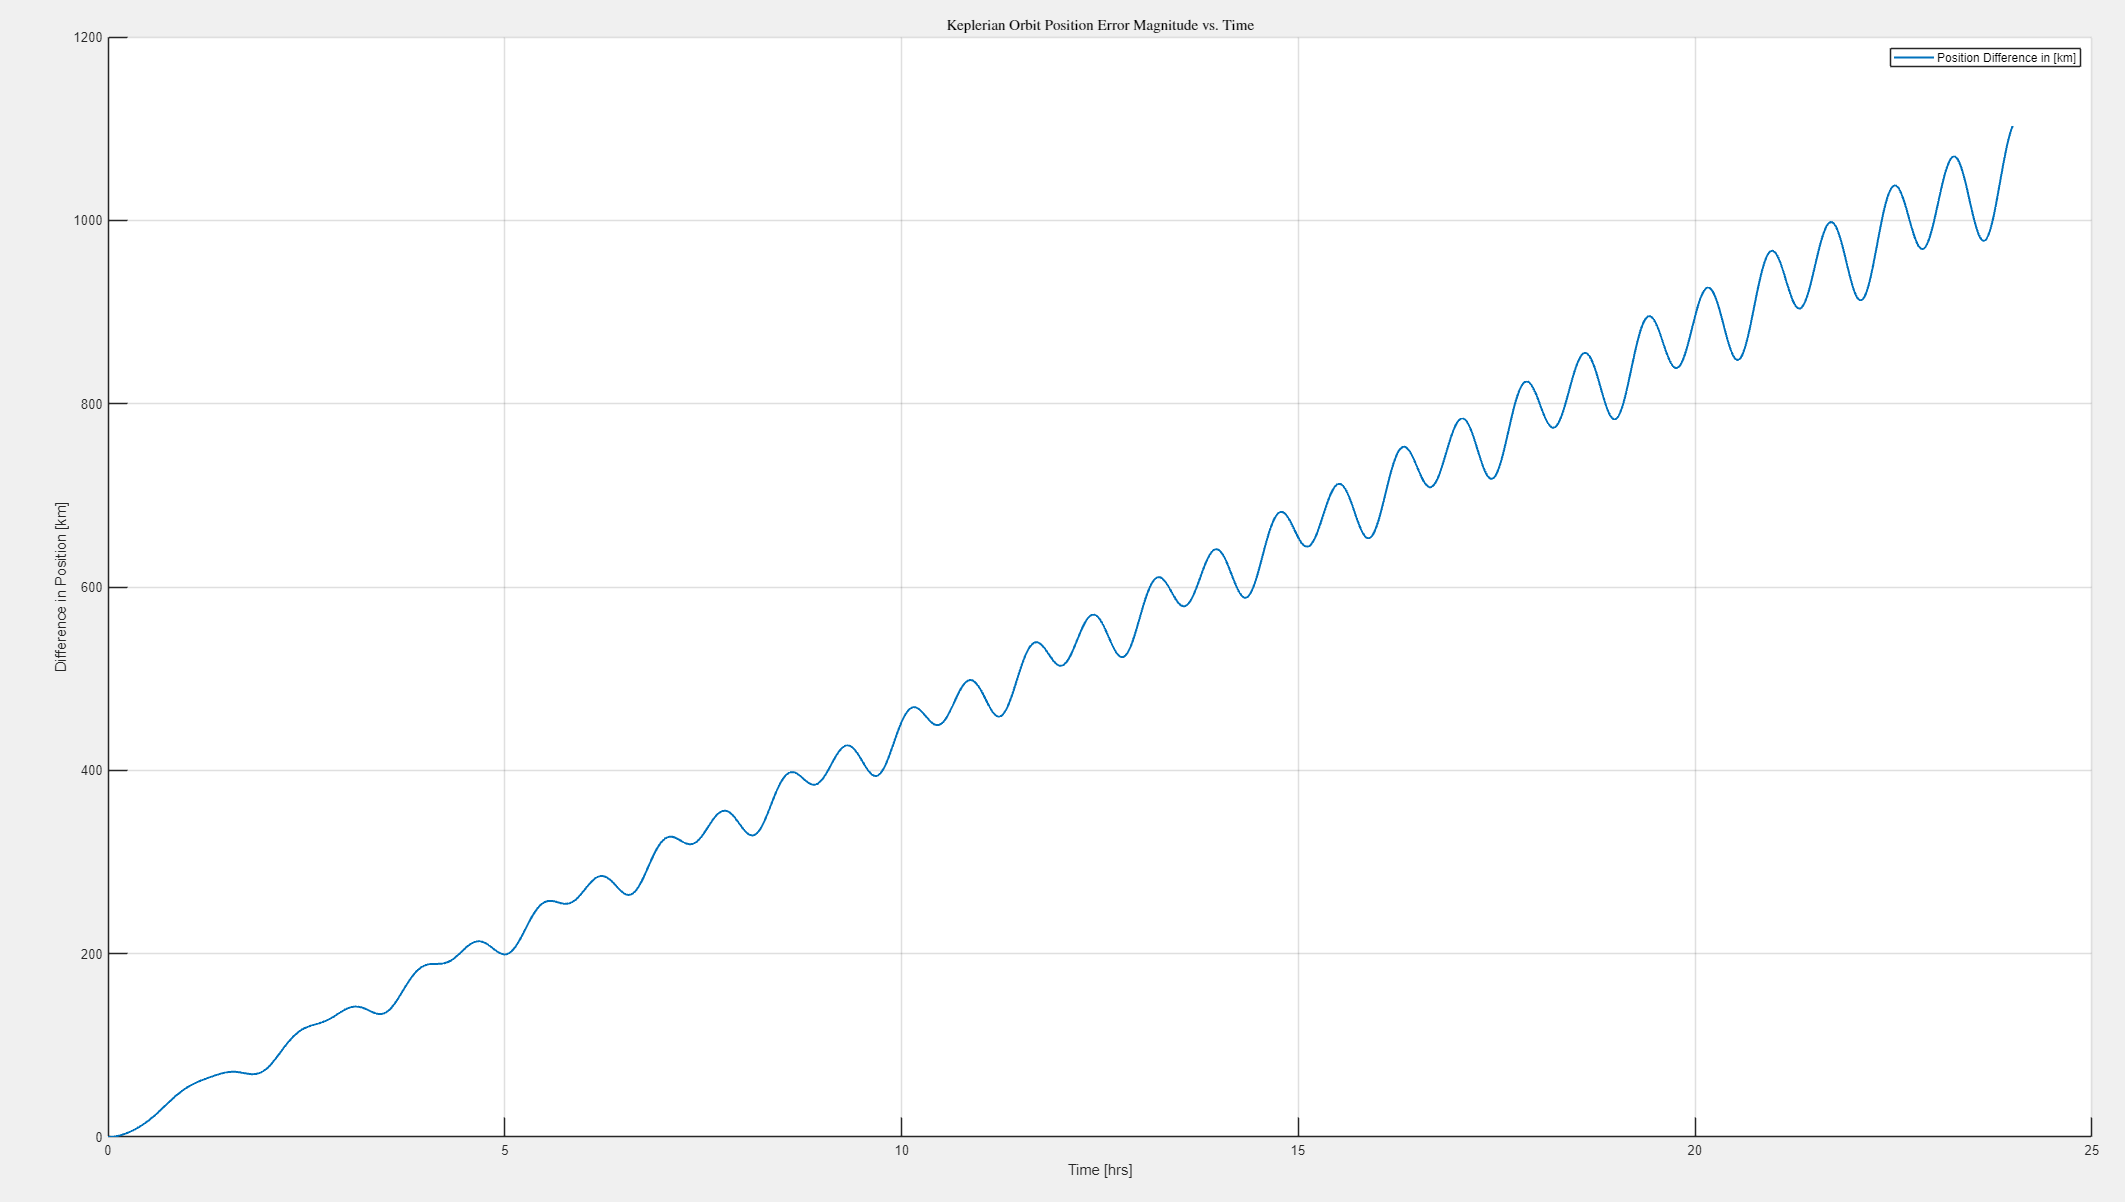 Keplerian Orbit Position Error Magnitude vs. Time
Position Difference in [km]
1200
1000
800
600
400
200
0
Difference in Position [km]
0 5 10 15 20 25
Time [hrs]